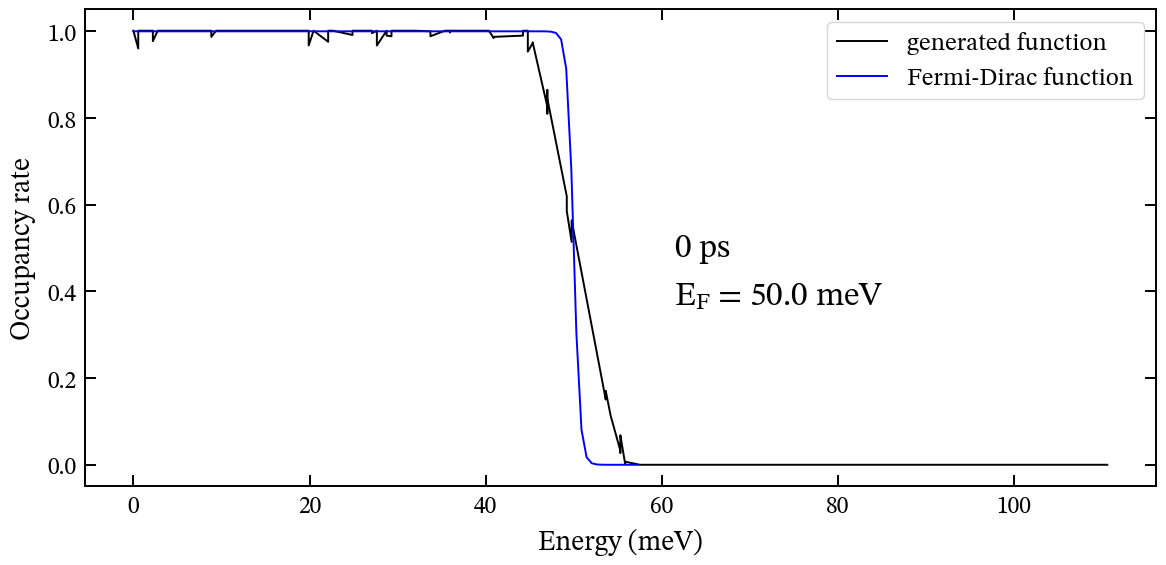 generated function
Fermi-Dirac function
Occupancy rate
1.0
0.8
0.6
0.4
0.2
0.0
0 ps
E_F = 50.0 meV
0 20 40 60 80 100
Energy (meV)